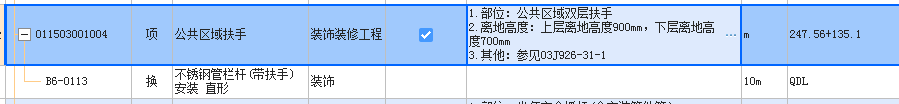 011503001004 项 公共区域扶手 装饰装修工程 1.部位：公共区域双层扶手
2.离地高度：上层离地高度900mm，下层离地高
度700mm
3.其他：参见03J926-31-1 ... m 247.56+135.1
B6-0113 换 不锈钢管栏杆(带扶手)
安装 直形 装饰 10m QDL